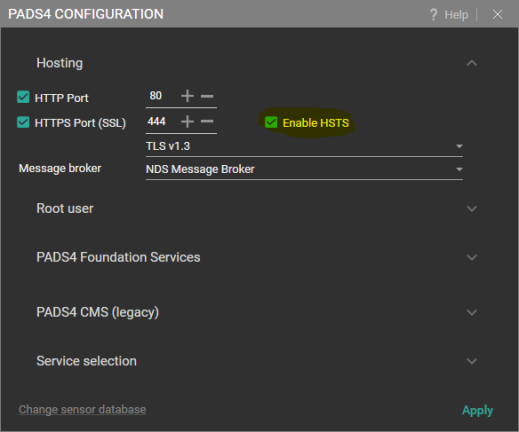 PADS4 CONFIGURATION
? Help
Hosting
HTTP Port 80
HTTPS Port (SSL) 444 Enable HSTS
TLS v1.3
Message broker NDS Message Broker
Root user
PADS4 Foundation Services
PADS4 CMS (legacy)
Service selection
Change sensor database Apply